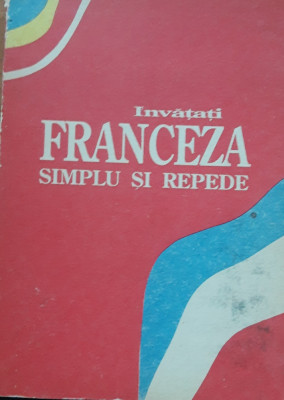 Invățați
FRANCEZA
SIMPLU ȘI REPEDE